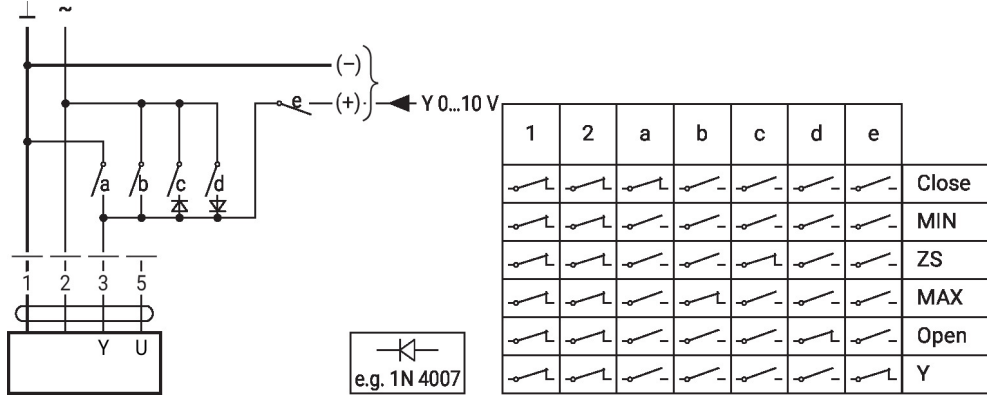 ⊥ ~
(–)
e (+) Y 0...10 V
a b c d
1 2 3 5
Y U
e.g. 1N 4007
1 2 a b c d e
Close
MIN
ZS
MAX
Open
Y